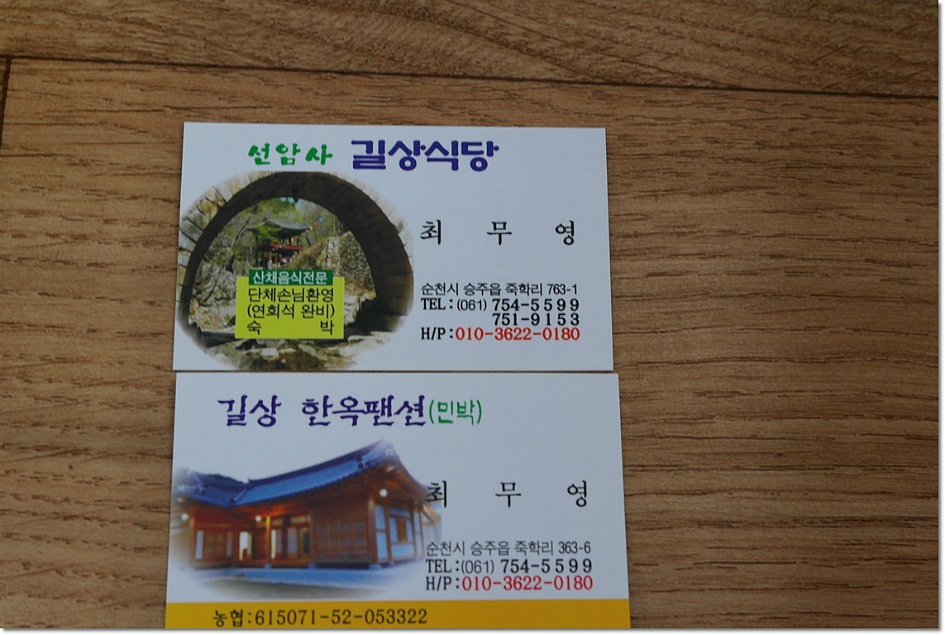 선암사 길상식당
최 무 영
산채음식전문
단체손님환영
(연회석 완비)
숙 박
순천시 승주읍 죽학리 763-1
TEL:(061) 754-5599
751-9153
H/P:010-3622-0180
길상 한옥팬션(민박)
최 무 영
순천시 승주읍 죽학리 363-6
TEL:(061) 754-5599
H/P:010-3622-0180
농협:615071-52-053322